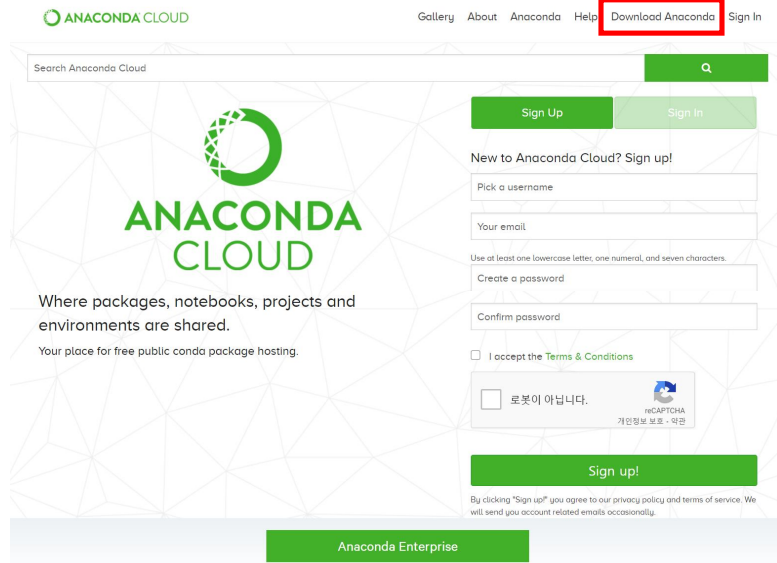 ANACONDA CLOUD
Gallery About Anaconda Help Download Anaconda Sign In
Search Anaconda Cloud
Sign Up Sign In
New to Anaconda Cloud? Sign up!
Pick a username
Your email
Use at least one lowercase letter, one numeral, and seven characters.
Create a password
Confirm password
I accept the Terms & Conditions
로봇이 아닙니다.
reCAPTCHA
개인정보 보호 - 약관
Sign up!
By clicking "Sign up!" you agree to our privacy policy and terms of service. We
will send you account related emails occasionally.
ANACONDA
CLOUD
Where packages, notebooks, projects and
environments are shared.
Your place for free public conda package hosting.
Anaconda Enterprise